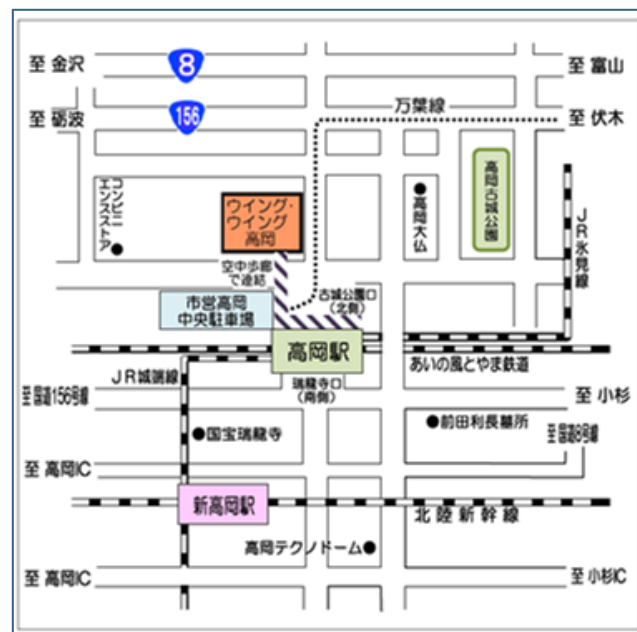 至 金沢
8
至 富山
至 砺波
156
万葉線
至 伏木
コンビニ
エンスストア
ウイング・
ウイング
高岡
高岡大仏
高岡古城公園
JR氷見線
空中歩廊
で連結
古城公園口
(北側)
市営高岡
中央駐車場
高岡駅
あいの風とやま鉄道
JR城端線
瑞龍寺口
(南側)
至国道156号線
至 小杉
国宝瑞龍寺
前田利長墓所
至国道8号線
至 高岡IC
新高岡駅
北陸新幹線
高岡テクノドーム
至 高岡IC
至 小杉IC